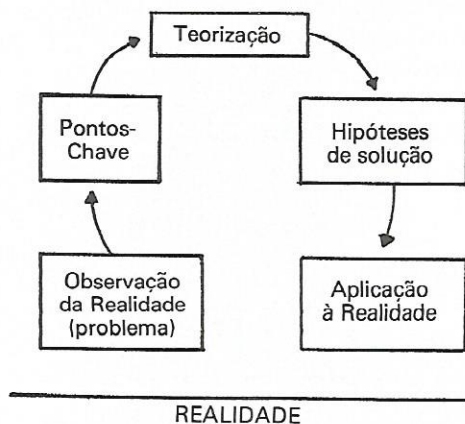 Teorização
Pontos-
Chave
Hipóteses
de solução
Observação
da Realidade
(problema)
Aplicação
à Realidade
REALIDADE